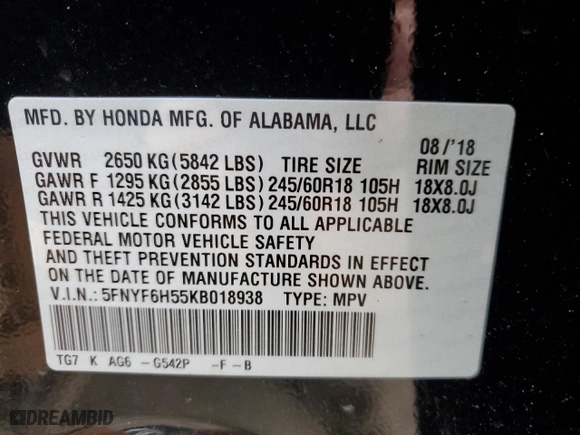 MFD. BY HONDA MFG. OF ALABAMA, LLC
08/'18
GVWR 2650 KG(5842 LBS) TIRE SIZE RIM SIZE
GAWR F 1295 KG(2855 LBS)245/60R18 105H 18X8.0J
GAWR R 1425 KG(3142 LBS)245/60R18 105H 18X8.0J
THIS VEHICLE CONFORMS TO ALL APPLICABLE
FEDERAL MOTOR VEHICLE SAFETY
AND THEFT PREVENTION STANDARDS IN EFFECT
ON THE DATE OF MANUFACTURE SHOWN ABOVE.
V.I.N.: 5FNYF6H55KB018938 TYPE: MPV
TG7 K AG6 -G542P -F-B
DREAMBID